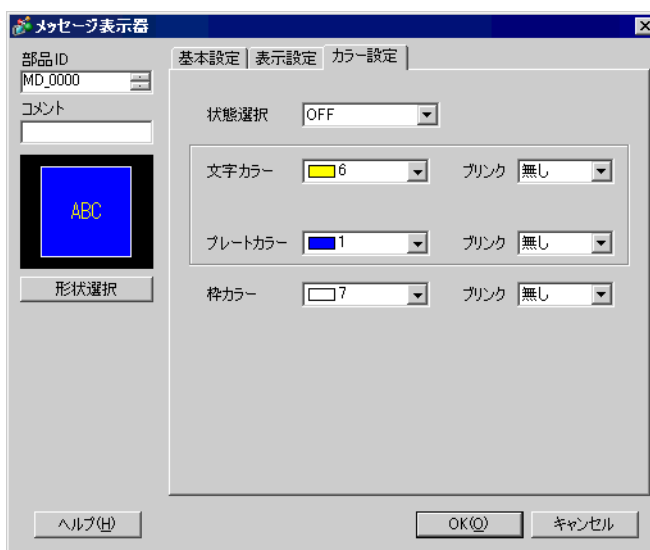 メッセージ表示器
部品ID
MD_0000
コメント
ABC
形状選択
基本設定 表示設定 カラー設定
状態選択 OFF
文字カラー 6 ブリンク 無し
プレートカラー 1 ブリンク 無し
枠カラー 7 ブリンク 無し
ヘルプ(H) OK(O) キャンセル